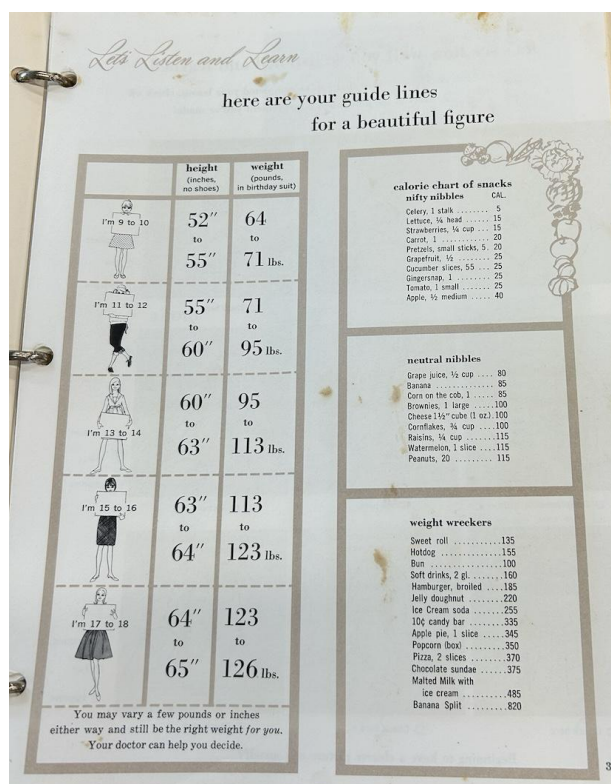 Let's Listen and Learn
here are your guide lines
for a beautiful figure
height
(inches,
no shoes)
weight
(pounds,
in birthday suit)
I'm 9 to 10
52″
to
55″
64
to
71 lbs.
I'm 11 to 12
55″
to
60″
71
to
95 lbs.
I'm 13 to 14
60″
to
63″
95
to
113 lbs.
I'm 15 to 16
63″
to
64″
113
to
123 lbs.
I'm 17 to 18
64″
to
65″
123
to
126 lbs.
You may vary a few pounds or inches
either way and still be the right weight for you.
Your doctor can help you decide.
calorie chart of snacks
nifty nibbles CAL.
Celery, 1 stalk ........ 5
Lettuce, ¼ head ...... 15
Strawberries, ¼ cup ... 15
Carrot, 1 ............ 20
Pretzels, small sticks, 5. 20
Grapefruit, ½ ....... 25
Cucumber slices, 55 ... 25
Gingersnap, 1 ........ 25
Tomato, 1 small ...... 25
Apple, ½ medium ..... 40
neutral nibbles
Grape juice, ½ cup .... 80
Banana .............. 85
Corn on the cob, 1 ..... 85
Brownies, 1 large .....100
Cheese 1½″ cube (1 oz.).100
Cornflakes, ¾ cup ....100
Raisins, ¼ cup .......115
Watermelon, 1 slice ....115
Peanuts, 20 ......... 115
weight wreckers
Sweet roll ..........135
Hotdog .............155
Bun ...............100
Soft drinks, 2 gl. .......160
Hamburger, broiled ....185
Jelly doughnut ........220
Ice Cream soda .......255
10¢ candy bar ........335
Apple pie, 1 slice .....345
Popcorn (box) ........350
Pizza, 2 slices ........370
Chocolate sundae ......375
Malted Milk with
ice cream ..........485
Banana Split .........820
3